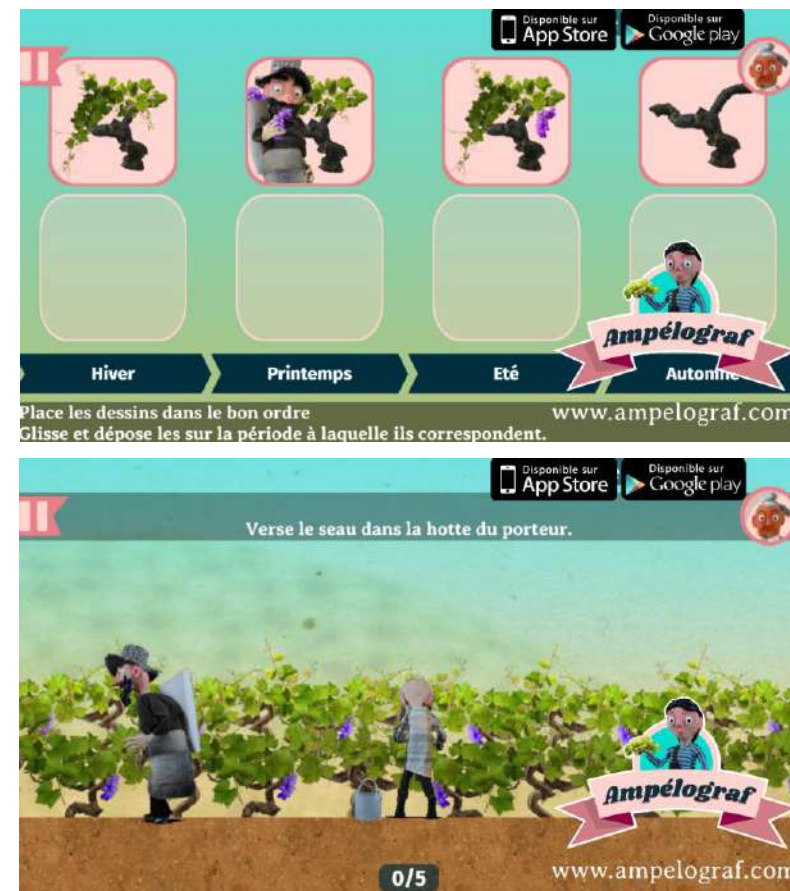 Disponible sur
App Store
Disponible sur
Google play
Hiver
Printemps
Eté
Automne
Ampélograf
Place les dessins dans le bon ordre
Glisse et dépose les sur la période à laquelle ils correspondent.
www.ampelograf.com
Disponible sur
App Store
Disponible sur
Google play
Verse le seau dans la hotte du porteur.
Ampélograf
0/5
www.ampelograf.com